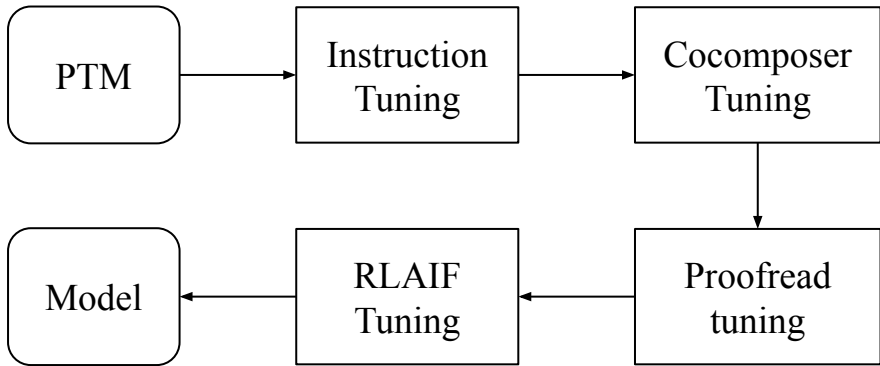 PTM
Instruction
Tuning
Cocomposer
Tuning
Proofread
tuning
RLAIF
Tuning
Model